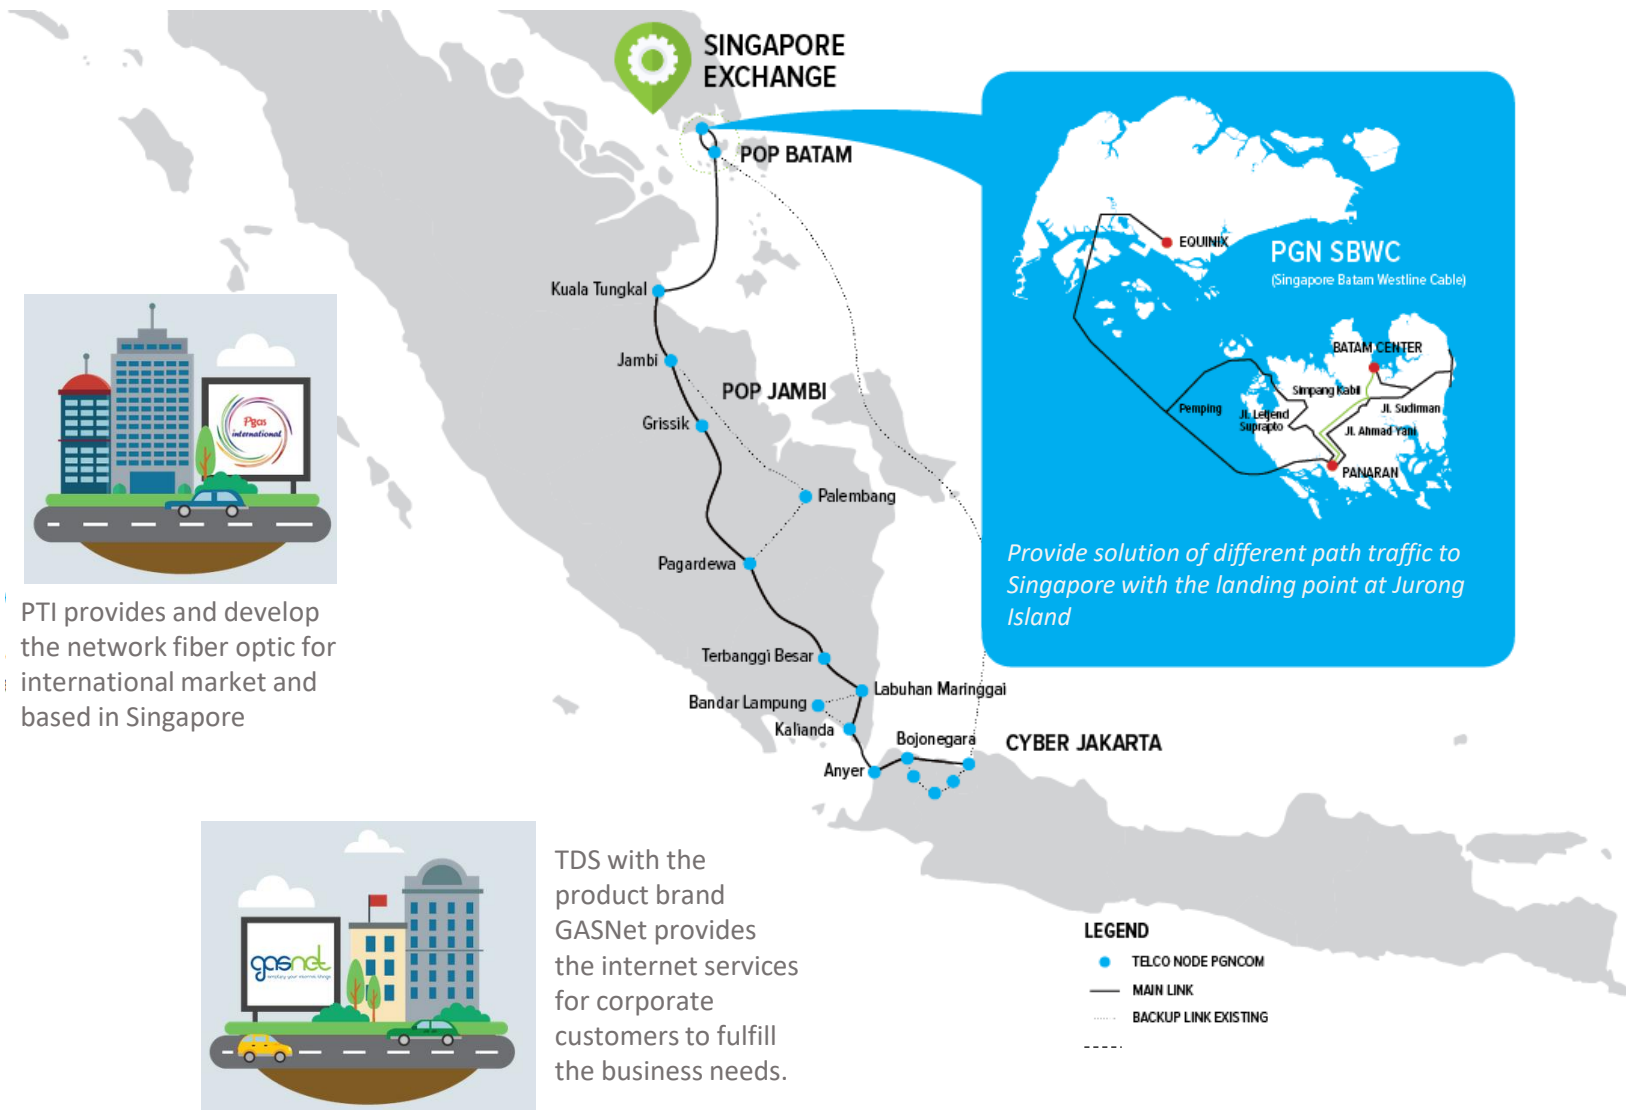 SINGAPORE
EXCHANGE
POP BATAM
Kuala Tungkal
Jambi
POP JAMBI
Grissik
Palembang
Pagardewa
Terbanggi Besar
Labuhan Maringgai
Bandar Lampung
Kalianda
Bojonegara
CYBER JAKARTA
Anyer
EQUINIX
PGN SBWC
(Singapore Batam Westline Cable)
BATAM CENTER
Simpang Kabil
Pemping
Jl. Letjend
Suprapto
Jl. Sudirman
Jl. Ahmad Yani
PANARAN
Provide solution of different path traffic to
Singapore with the landing point at Jurong
Island
Pgas
international
PTI provides and develop
the network fiber optic for
international market and
based in Singapore
gasnet
TDS with the
product brand
GASNet provides
the internet services
for corporate
customers to fulfill
the business needs.
LEGEND
TELCO NODE PGNCOM
MAIN LINK
BACKUP LINK EXISTING